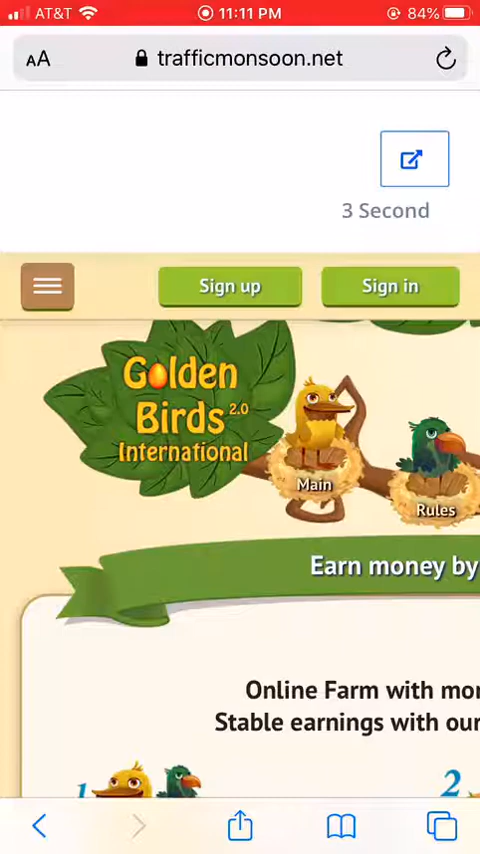 AT&T 11:11 PM 84%
AA trafficmonsoon.net
3 Second
Sign up Sign in
Golden
Birds 2.0
International
Main
Rules
Earn money by
Online Farm with mo
Stable earnings with our
1 2